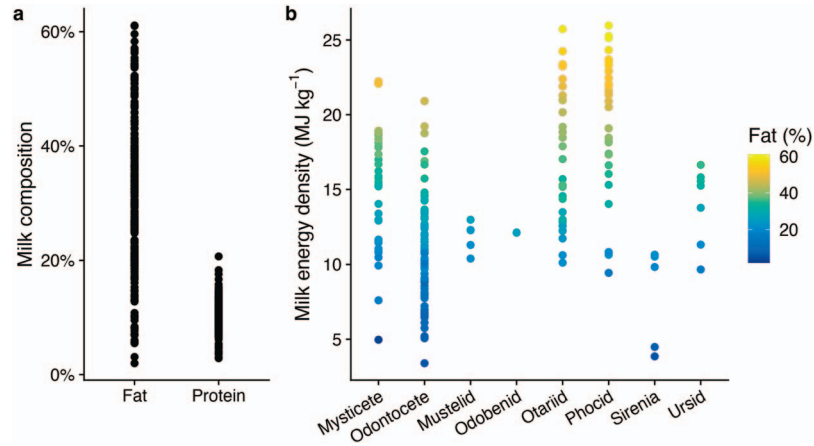 a
60%
40%
20%
0%
Milk composition
Fat
Protein
b
25
20
15
10
5
Milk energy density (MJ kg⁻¹)
Mysticete
Odontocete
Mustelid
Odobenid
Otariid
Phocid
Sirenia
Ursid
Fat (%)
60
40
20